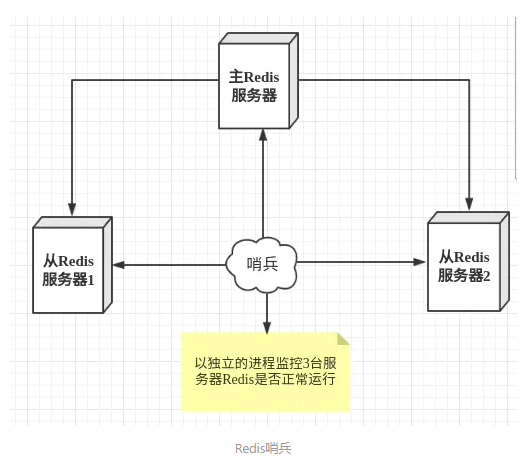 主Redis
服务器
从Redis
服务器1
哨兵
从Redis
服务器2
以独立的进程监控3台服
务器Redis是否正常运行
Redis哨兵